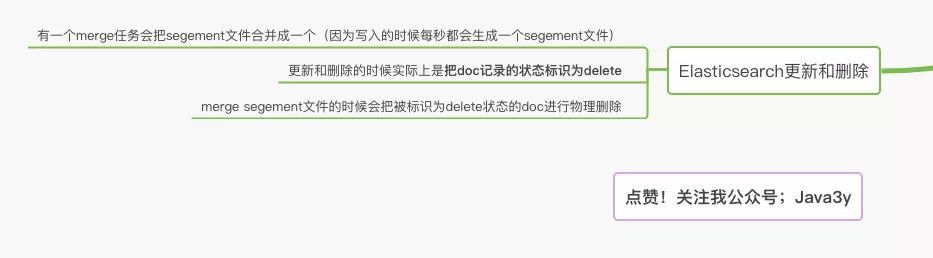 有一个merge任务会把segement文件合并成一个（因为写入的时候每秒都会生成一个segement文件）
更新和删除的时候实际上是把doc记录的状态标识为delete
Elasticsearch更新和删除
merge segement文件的时候会把被标识为delete状态的doc进行物理删除
点赞！关注我公众号；Java3y